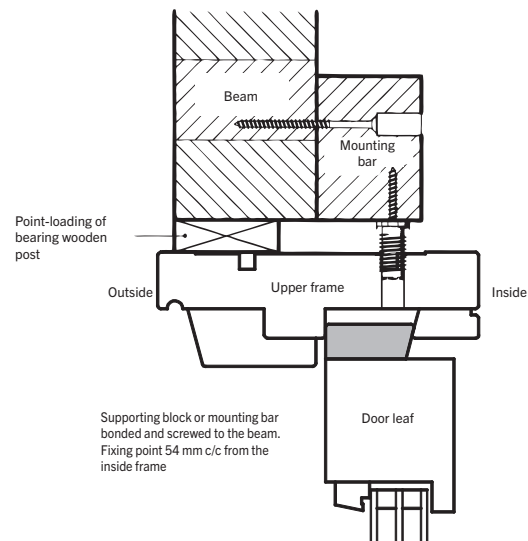 Beam
Mounting
bar
Point-loading of
bearing wooden
post
Outside
Upper frame
Inside
Supporting block or mounting bar
bonded and screwed to the beam.
Fixing point 54 mm c/c from the
inside frame
Door leaf